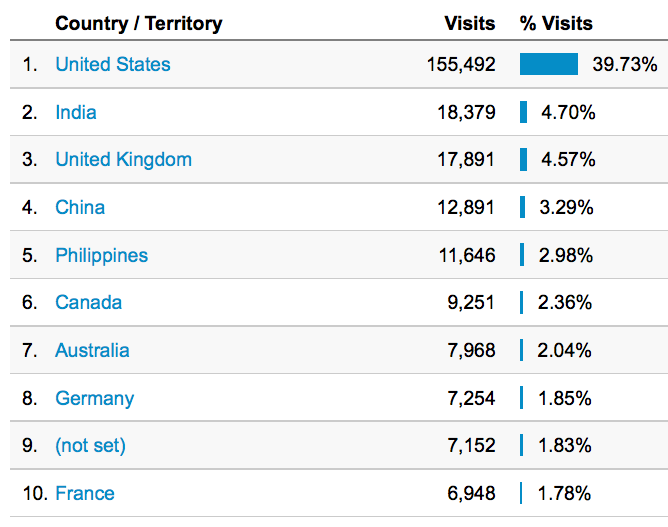 Country / Territory Visits % Visits
1. United States 155,492 39.73%
2. India 18,379 4.70%
3. United Kingdom 17,891 4.57%
4. China 12,891 3.29%
5. Philippines 11,646 2.98%
6. Canada 9,251 2.36%
7. Australia 7,968 2.04%
8. Germany 7,254 1.85%
9. (not set) 7,152 1.83%
10. France 6,948 1.78%